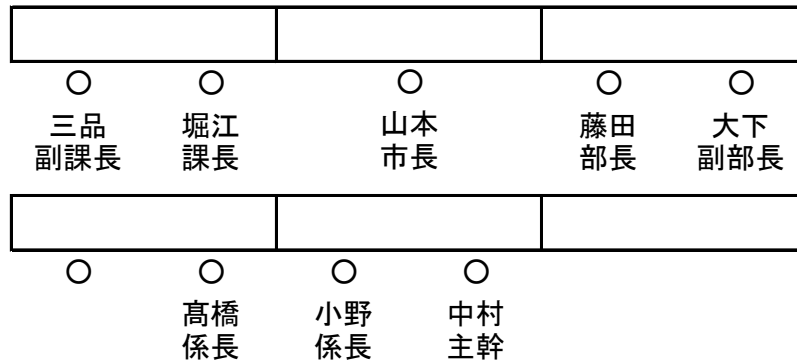 三品 堀江 山本 藤田 大下
副課長 課長 市長 部長 副部長
髙橋 小野 中村
係長 係長 主幹